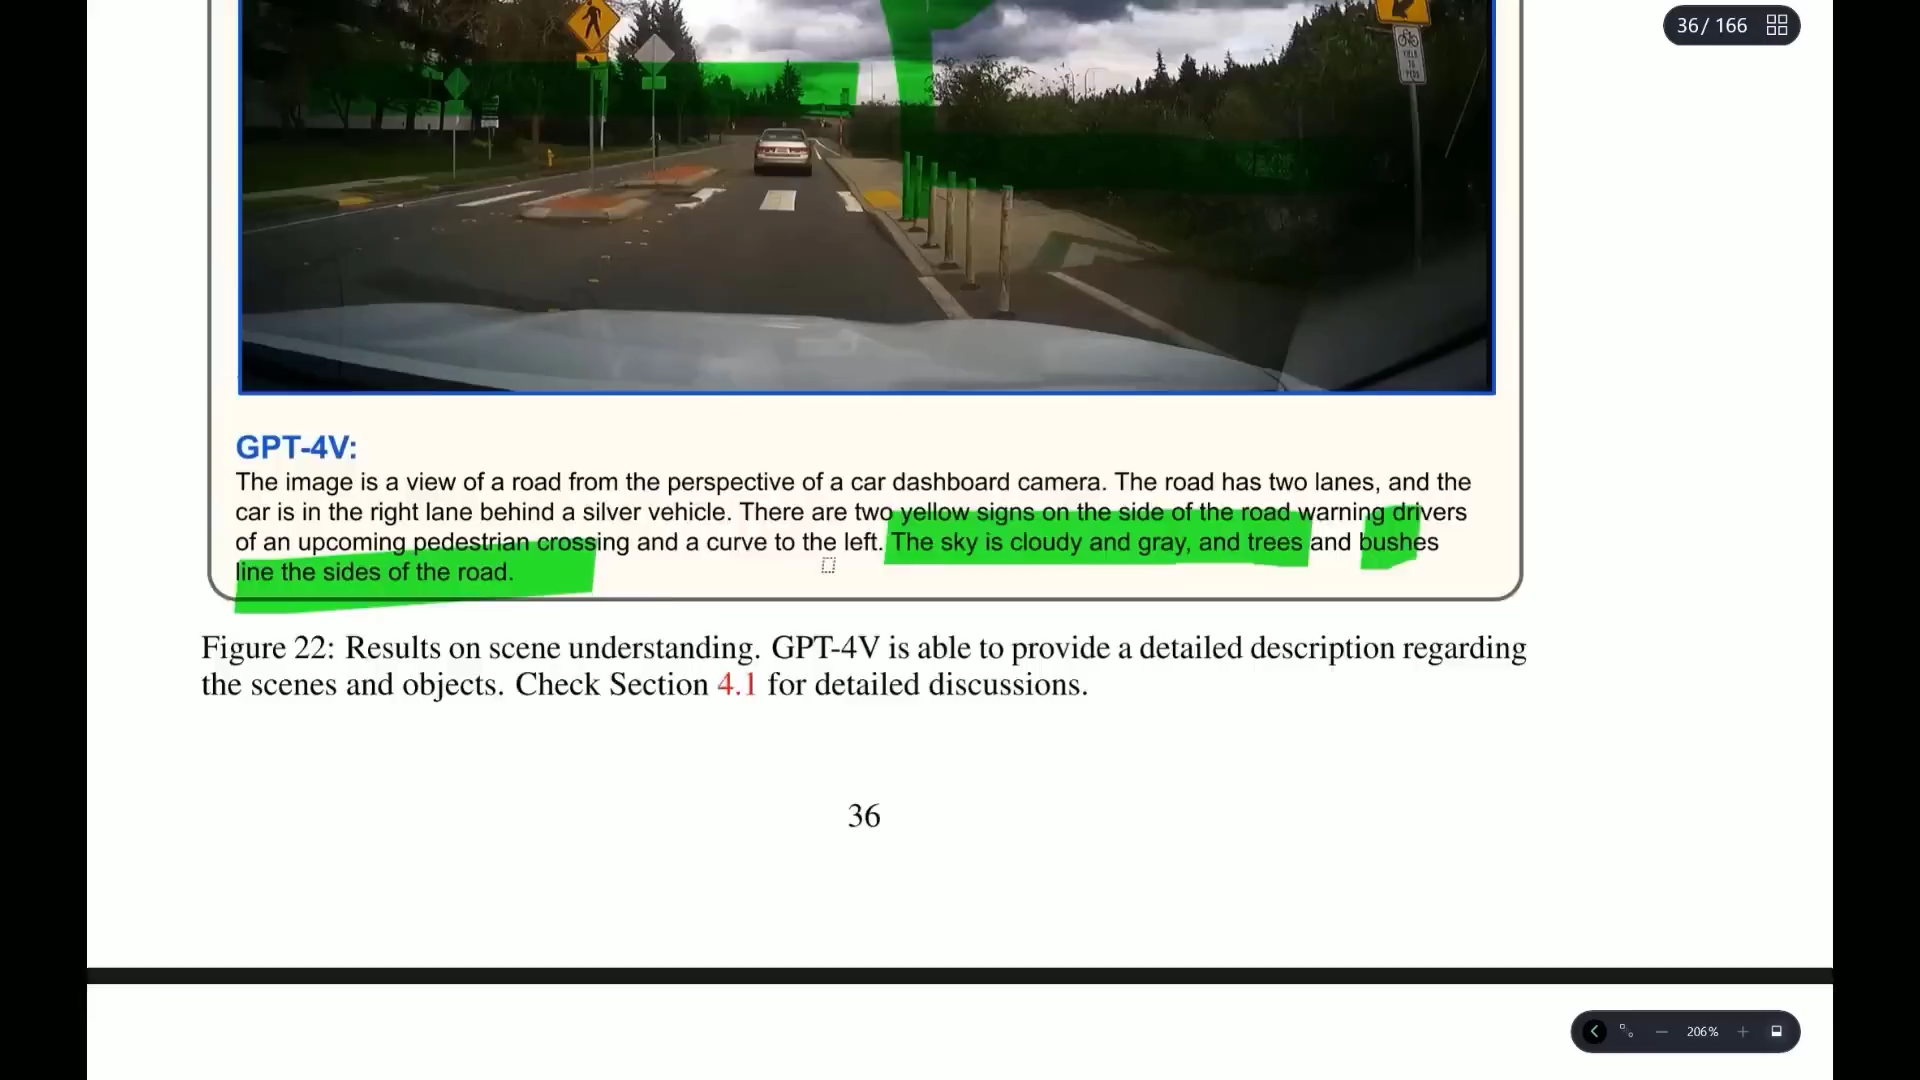 36/ 166
YIELD
TO
PEDS
GPT-4V:
The image is a view of a road from the perspective of a car dashboard camera. The road has two lanes, and the
car is in the right lane behind a silver vehicle. There are two yellow signs on the side of the road warning drivers
of an upcoming pedestrian crossing and a curve to the left. The sky is cloudy and gray, and trees and bushes
line the sides of the road.
Figure 22: Results on scene understanding. GPT-4V is able to provide a detailed description regarding
the scenes and objects. Check Section 4.1 for detailed discussions.
36
206%